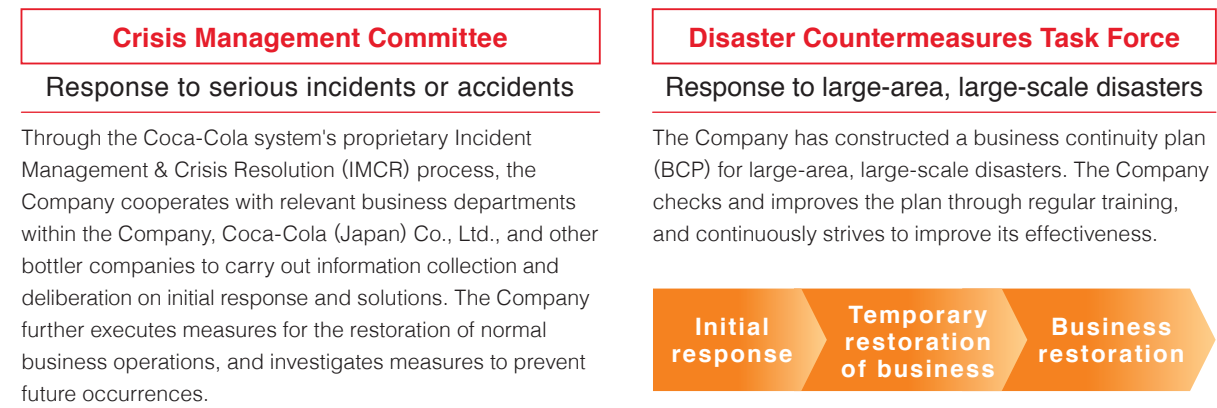 Crisis Management Committee
Response to serious incidents or accidents
Through the Coca-Cola system's proprietary Incident
Management & Crisis Resolution (IMCR) process, the
Company cooperates with relevant business departments
within the Company, Coca-Cola (Japan) Co., Ltd., and other
bottler companies to carry out information collection and
deliberation on initial response and solutions. The Company
further executes measures for the restoration of normal
business operations, and investigates measures to prevent
future occurrences.
Disaster Countermeasures Task Force
Response to large-area, large-scale disasters
The Company has constructed a business continuity plan
(BCP) for large-area, large-scale disasters. The Company
checks and improves the plan through regular training,
and continuously strives to improve its effectiveness.
Initial
response
Temporary
restoration
of business
Business
restoration